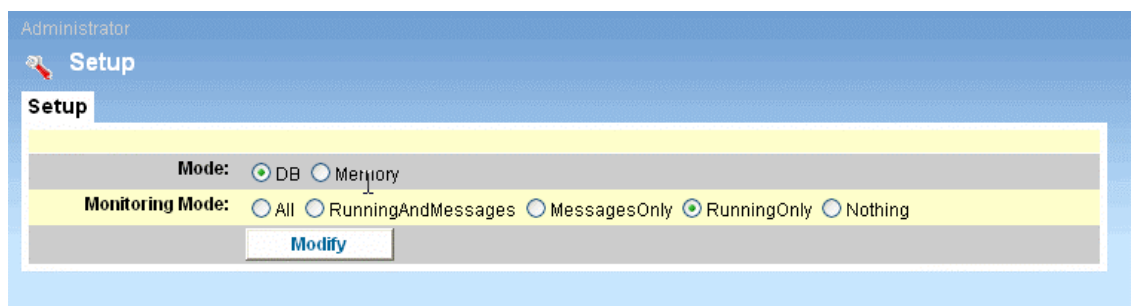 Administrator
Setup
Setup
Mode: DB Memory
Monitoring Mode: All RunningAndMessages MessagesOnly RunningOnly Nothing
Modify